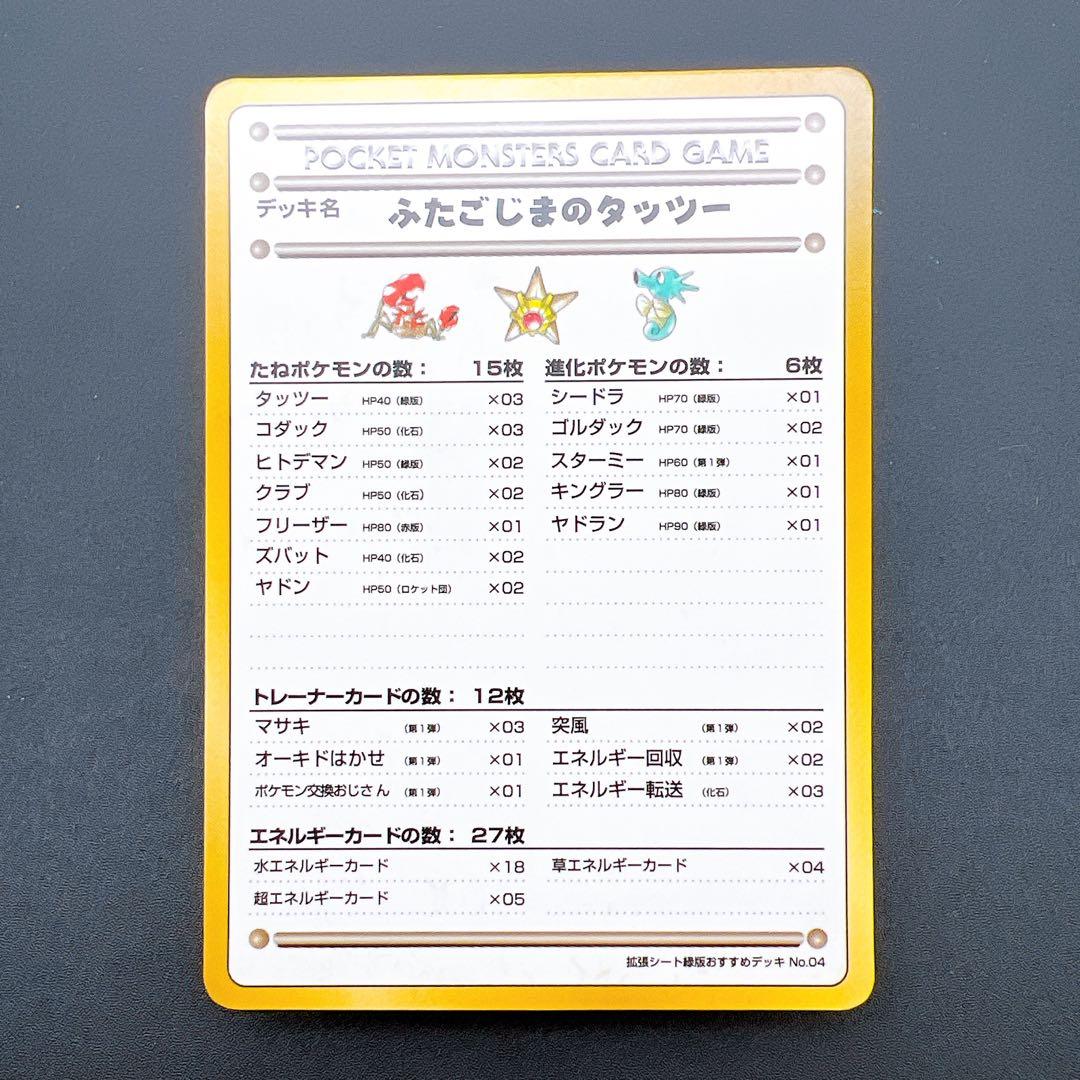 POCKET MONSTERS CARD GAME
デッキ名 ふたごじまのタッツー
たねポケモンの数： 15枚
タッツー HP40（緑版） ×03
コダック HP50（化石） ×03
ヒトデマン HP50（緑版） ×02
クラブ HP50（化石） ×02
フリーザー HP80（赤版） ×01
ズバット HP40（化石） ×02
ヤドン HP50（ロケット団） ×02
進化ポケモンの数： 6枚
シードラ HP70（緑版） ×01
ゴルダック HP70（緑版） ×02
スターミー HP60（第1弾） ×01
キングラー HP80（緑版） ×01
ヤドラン HP90（緑版） ×01
トレーナーカードの数： 12枚
マサキ （第1弾） ×03
オーキドはかせ （第1弾） ×01
ポケモン交換おじさん （第1弾） ×01
突風 （第1弾） ×02
エネルギー回収 （第1弾） ×02
エネルギー転送 （化石） ×03
エネルギーカードの数： 27枚
水エネルギーカード ×18
超エネルギーカード ×05
草エネルギーカード ×04
拡張シート緑版おすすめデッキ No.04